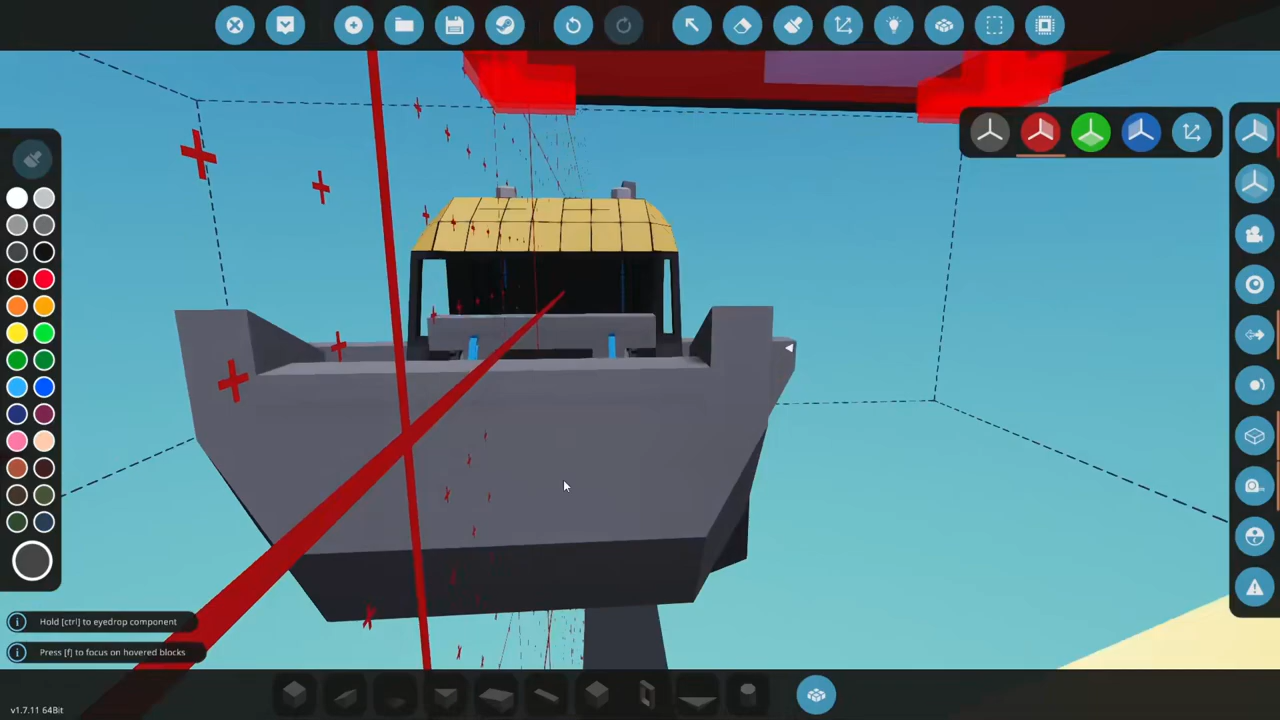 Hold [ctrl] to eyedrop component
Press [f] to focus on hovered blocks
v1.7.11 64Bit